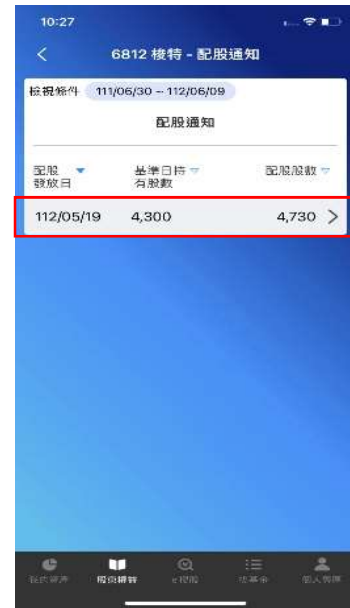 10:27
6812 梭特 - 配股通知
檢視條件 111/06/30 – 112/06/09
配股通知
配股 基準日持 配股股數
發放日 有股數
112/05/19 4,300 4,730